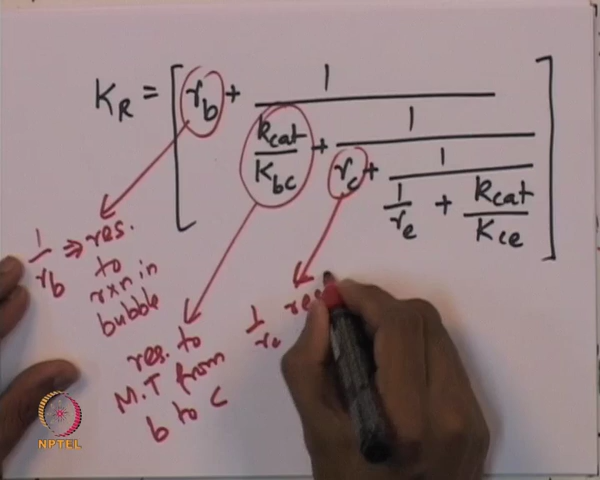 K_R = [ γ_b + 1 / ( k_cat / K_bc + 1 / ( γ_c + 1 / ( 1 / γ_e + k_cat / K_ce ) ) ) ]
1 / γ_b ⇒ res.
to
rxn in
bubble
res. to
M.T from
b to c
1 / γ_c
NPTEL